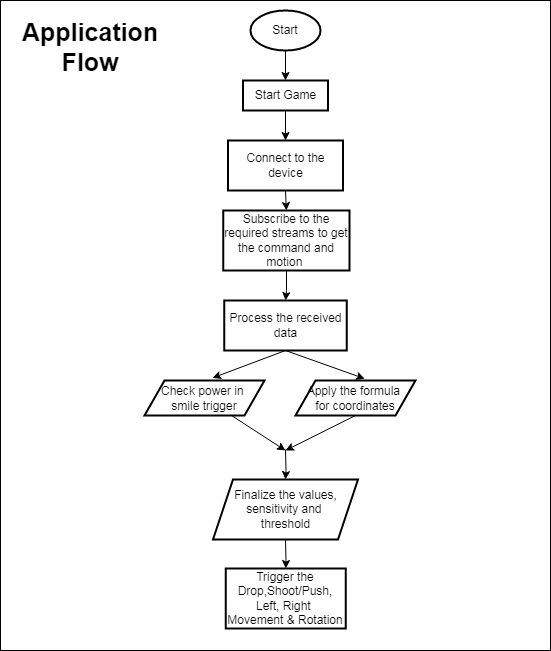 Application
Flow
Start
Start Game
Connect to the
device
Subscribe to the
required streams to get
the command and
motion
Process the received
data
Check power in
smile trigger
Apply the formula
for coordinates
Finalize the values,
sensitivity and
threshold
Trigger the
Drop,Shoot/Push,
Left, Right
Movement & Rotation